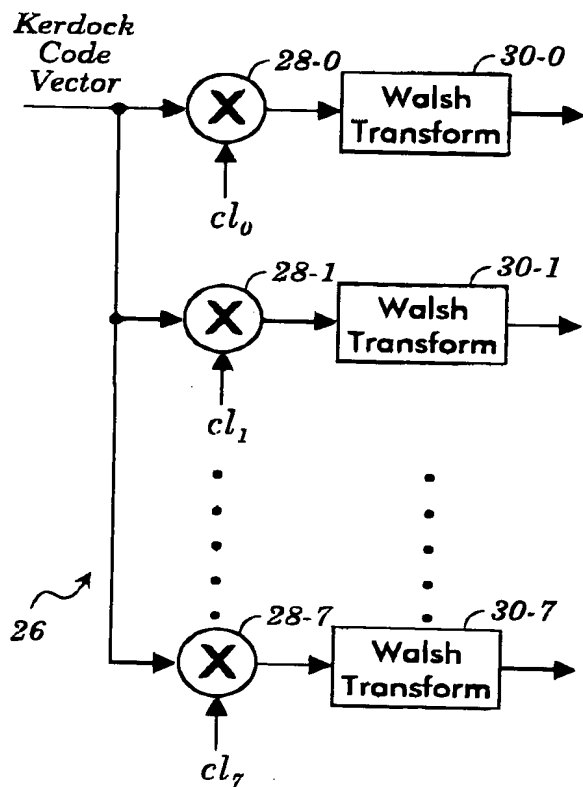 Kerdock
Code
Vector
28-0
30-0
X
Walsh
Transform
cl₀
28-1
30-1
X
Walsh
Transform
cl₁
26
28-7
30-7
X
Walsh
Transform
cl₇